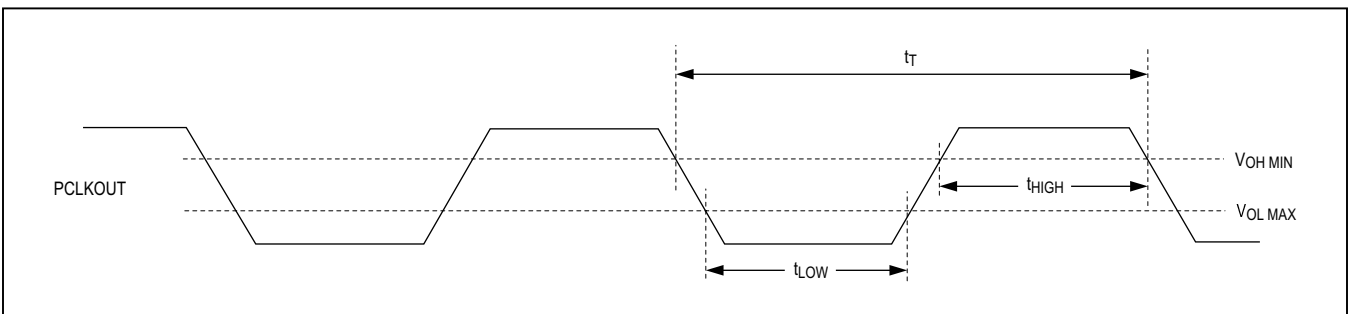 tT
VOH MIN
PCLKOUT
tHIGH
VOL MAX
tLOW